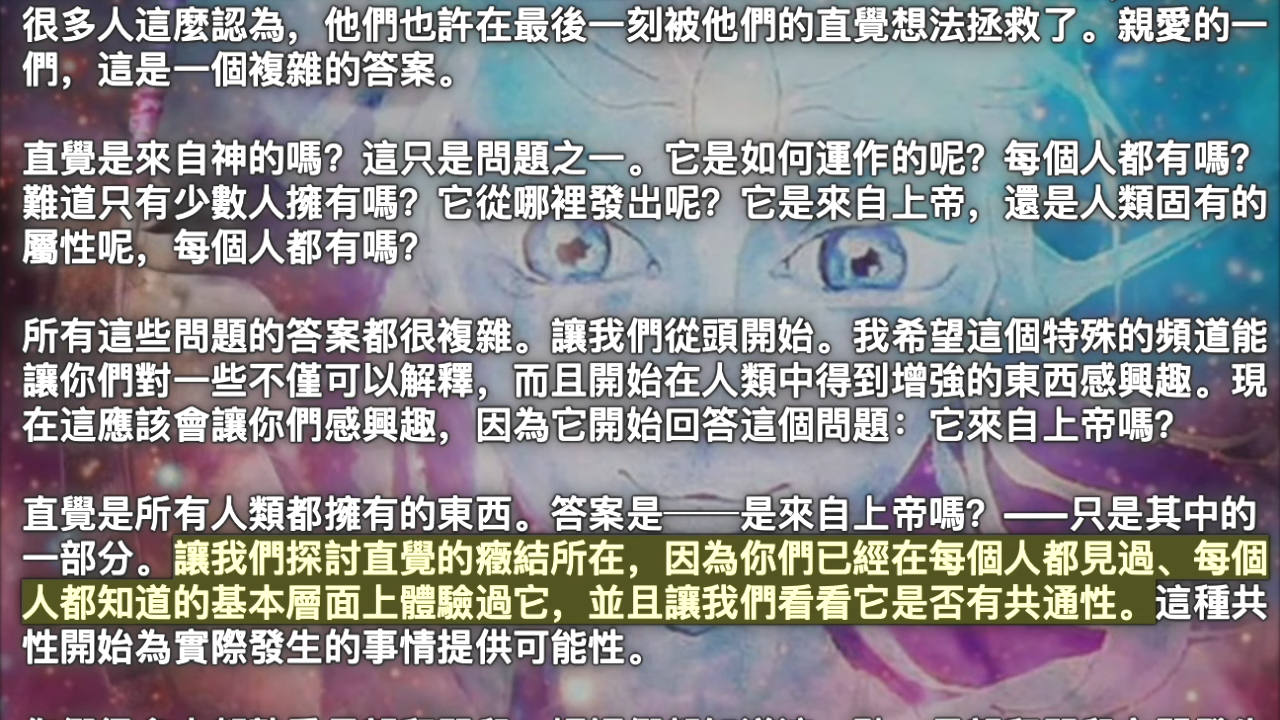 很多人這麼認為，他們也許在最後一刻被他們的直覺想法拯救了。親愛的一
們，這是一個複雜的答案。
直覺是來自神的嗎？這只是問題之一。它是如何運作的呢？每個人都有嗎？
難道只有少數人擁有嗎？它從哪裡發出呢？它是來自上帝，還是人類固有的
屬性呢，每個人都有嗎？
所有這些問題的答案都很複雜。讓我們從頭開始。我希望這個特殊的頻道能
讓你們對一些不僅可以解釋，而且開始在人類中得到增強的東西感興趣。現
在這應該會讓你們感興趣，因為它開始回答這個問題：它來自上帝嗎？
直覺是所有人類都擁有的東西。答案是——是來自上帝嗎？——只是其中的
一部分。讓我們探討直覺的癥結所在，因為你們已經在每個人都見過、每個
人都知道的基本層面上體驗過它，並且讓我們看看它是否有共通性。這種共
性開始為實際發生的事情提供可能性。